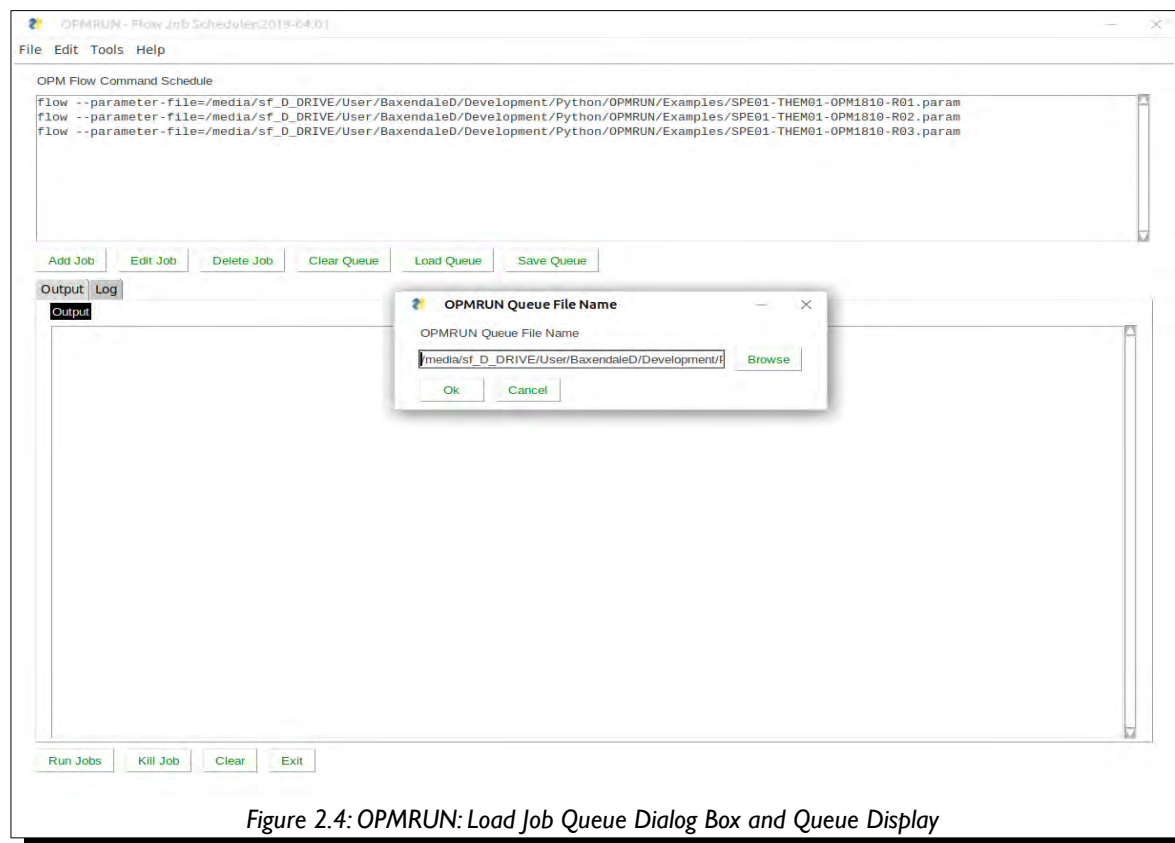 OPMRUN - Flow Job Scheduler 2019-04.01
File Edit Tools Help
OPM Flow Command Schedule
flow --parameter-file=/media/sf_D_DRIVE/User/BaxendaleD/Development/Python/OPMRUN/Examples/SPE01-THEM01-OPM1810-R01.param
flow --parameter-file=/media/sf_D_DRIVE/User/BaxendaleD/Development/Python/OPMRUN/Examples/SPE01-THEM01-OPM1810-R02.param
flow --parameter-file=/media/sf_D_DRIVE/User/BaxendaleD/Development/Python/OPMRUN/Examples/SPE01-THEM01-OPM1810-R03.param
Add Job Edit Job Delete Job Clear Queue Load Queue Save Queue
Output Log
Output
OPMRUN Queue File Name
OPMRUN Queue File Name
/media/sf_D_DRIVE/User/BaxendaleD/Development/ Browse
Ok Cancel
Run Jobs Kill Job Clear Exit
Figure 2.4: OPMRUN: Load Job Queue Dialog Box and Queue Display